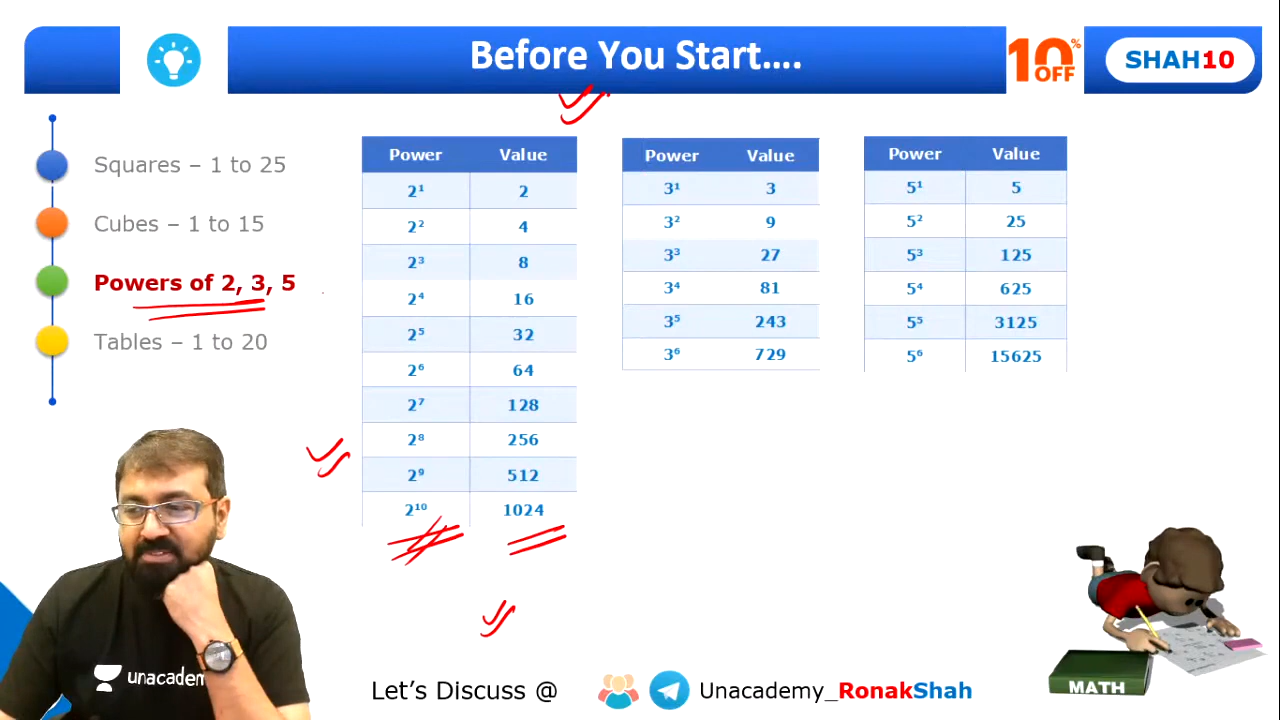 Before You Start....
10% OFF
SHAH10
Squares – 1 to 25
Cubes – 1 to 15
Powers of 2, 3, 5
Tables – 1 to 20
Power Value
2¹ 2
2² 4
2³ 8
2⁴ 16
2⁵ 32
2⁶ 64
2⁷ 128
2⁸ 256
2⁹ 512
2¹⁰ 1024
Power Value
3¹ 3
3² 9
3³ 27
3⁴ 81
3⁵ 243
3⁶ 729
Power Value
5¹ 5
5² 25
5³ 125
5⁴ 625
5⁵ 3125
5⁶ 15625
unacadem
MATH
Let's Discuss @ Unacademy_RonakShah